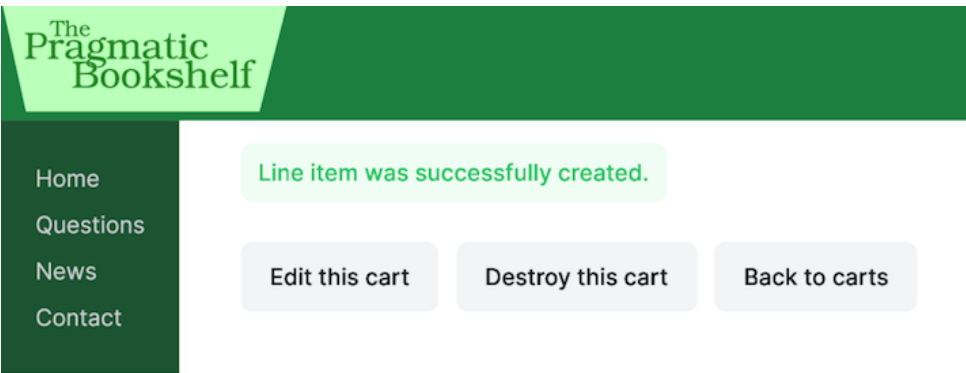 The
Pragmatic
Bookshelf
Home
Questions
News
Contact
Line item was successfully created.
Edit this cart
Destroy this cart
Back to carts